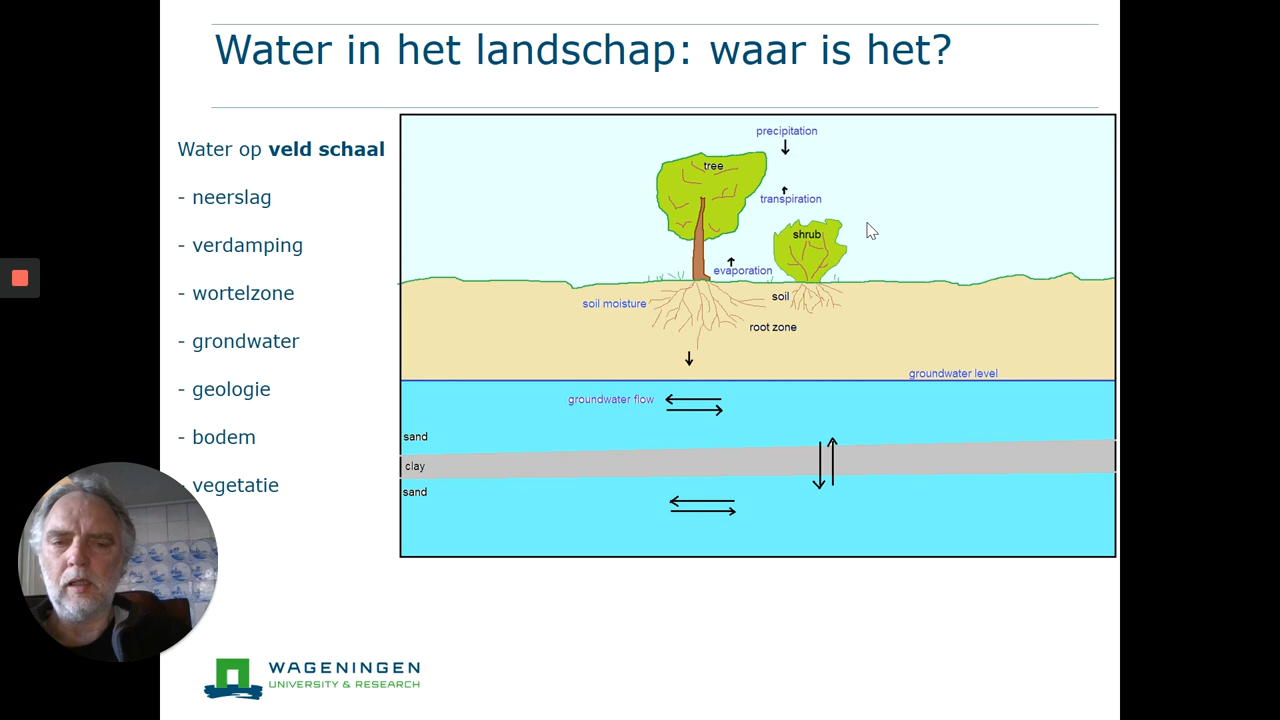 Water in het landschap: waar is het?
Water op veld schaal
- neerslag
- verdamping
- wortelzone
- grondwater
- geologie
- bodem
- vegetatie
precipitation
tree
transpiration
shrub
evaporation
soil moisture
soil
root zone
groundwater level
groundwater flow
sand
clay
sand
WAGENINGEN
UNIVERSITY & RESEARCH